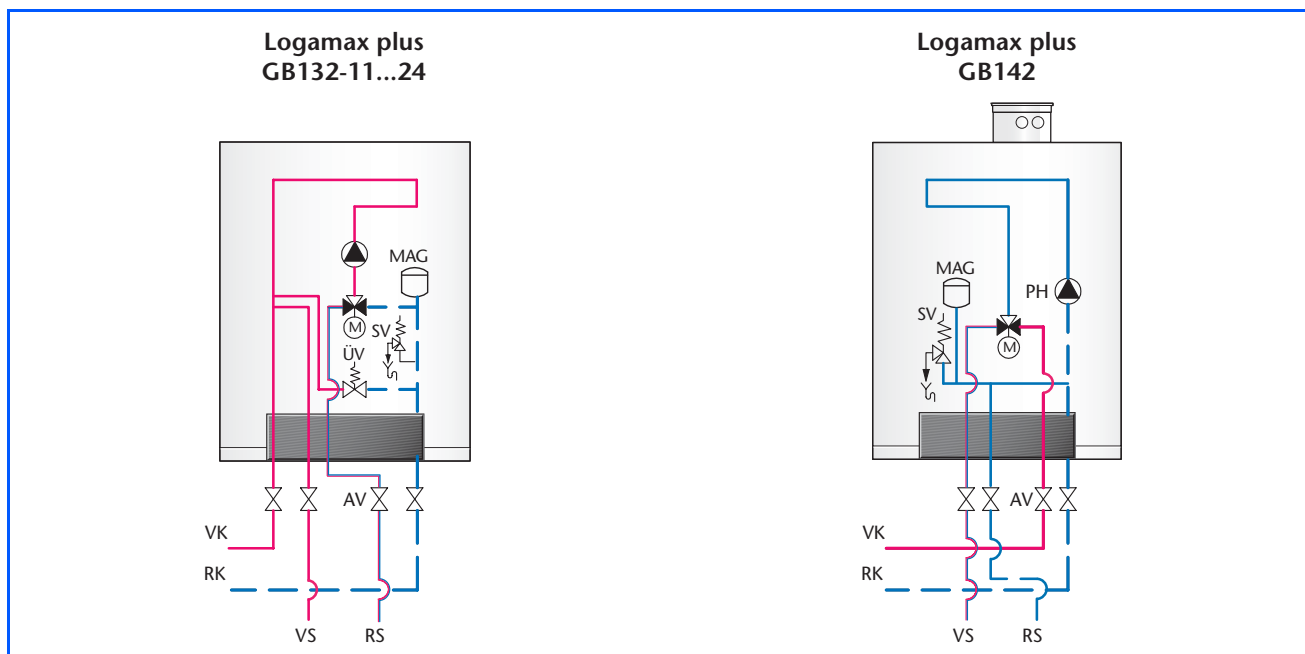 Logamax plus
GB132-11...24
MAG
SV
ÜV
M
AV
VK
RK
VS
RS
Logamax plus
GB142
MAG
PH
SV
M
AV
VK
RK
VS
RS